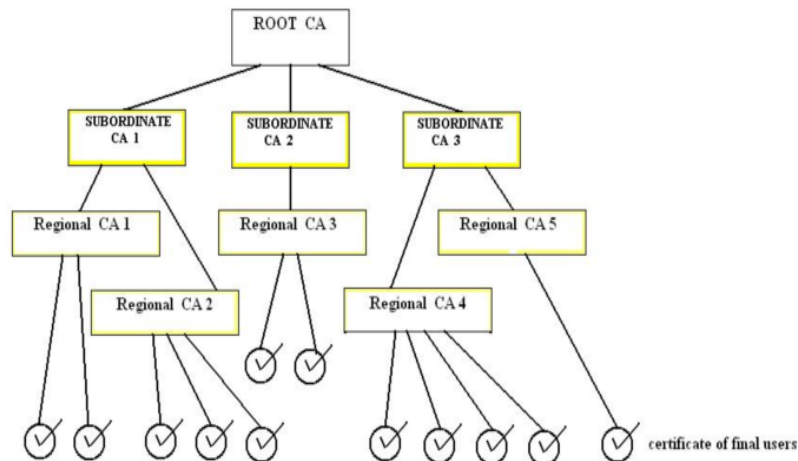 ROOT CA
SUBORDINATE
CA 1
SUBORDINATE
CA 2
SUBORDINATE
CA 3
Regional CA 1
Regional CA 3
Regional CA 5
Regional CA 2
Regional CA 4
certificate of final users